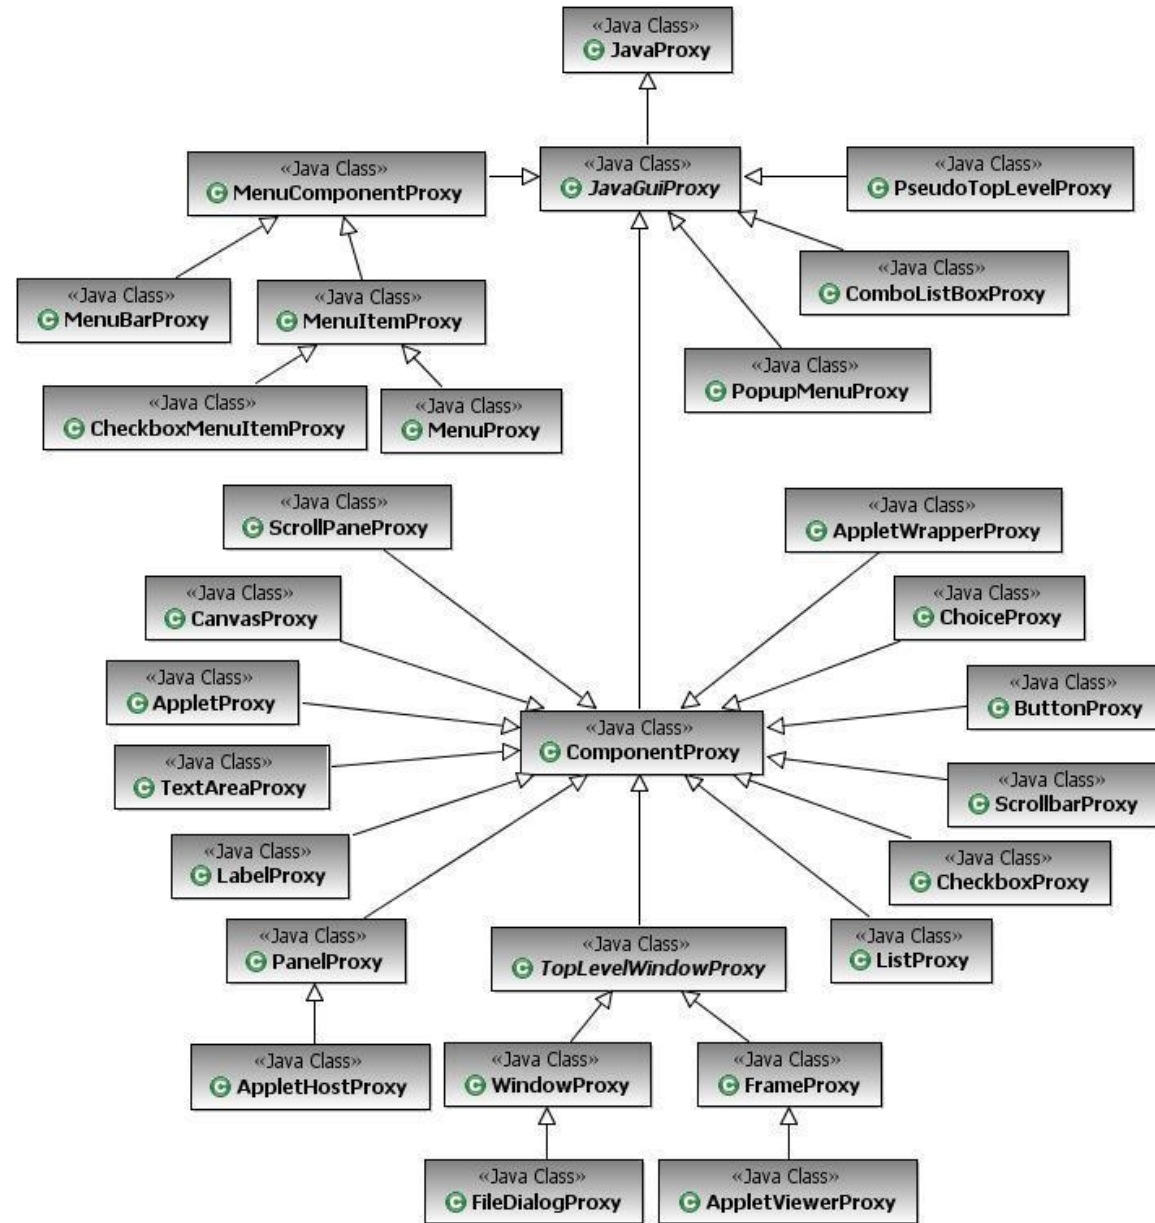 «Java Class»
JavaProxy
«Java Class»
MenuComponentProxy
«Java Class»
JavaGuiProxy
«Java Class»
PseudoTopLevelProxy
«Java Class»
MenuBarProxy
«Java Class»
MenuItemProxy
«Java Class»
ComboListBoxProxy
«Java Class»
CheckboxMenuItemProxy
«Java Class»
MenuProxy
«Java Class»
PopupMenuProxy
«Java Class»
ScrollPaneProxy
«Java Class»
AppletWrapperProxy
«Java Class»
CanvasProxy
«Java Class»
ChoiceProxy
«Java Class»
AppletProxy
«Java Class»
ButtonProxy
«Java Class»
ComponentProxy
«Java Class»
TextAreaProxy
«Java Class»
ScrollbarProxy
«Java Class»
LabelProxy
«Java Class»
CheckboxProxy
«Java Class»
PanelProxy
«Java Class»
TopLevelWindowProxy
«Java Class»
ListProxy
«Java Class»
AppletHostProxy
«Java Class»
WindowProxy
«Java Class»
FrameProxy
«Java Class»
FileDialogProxy
«Java Class»
AppletViewerProxy